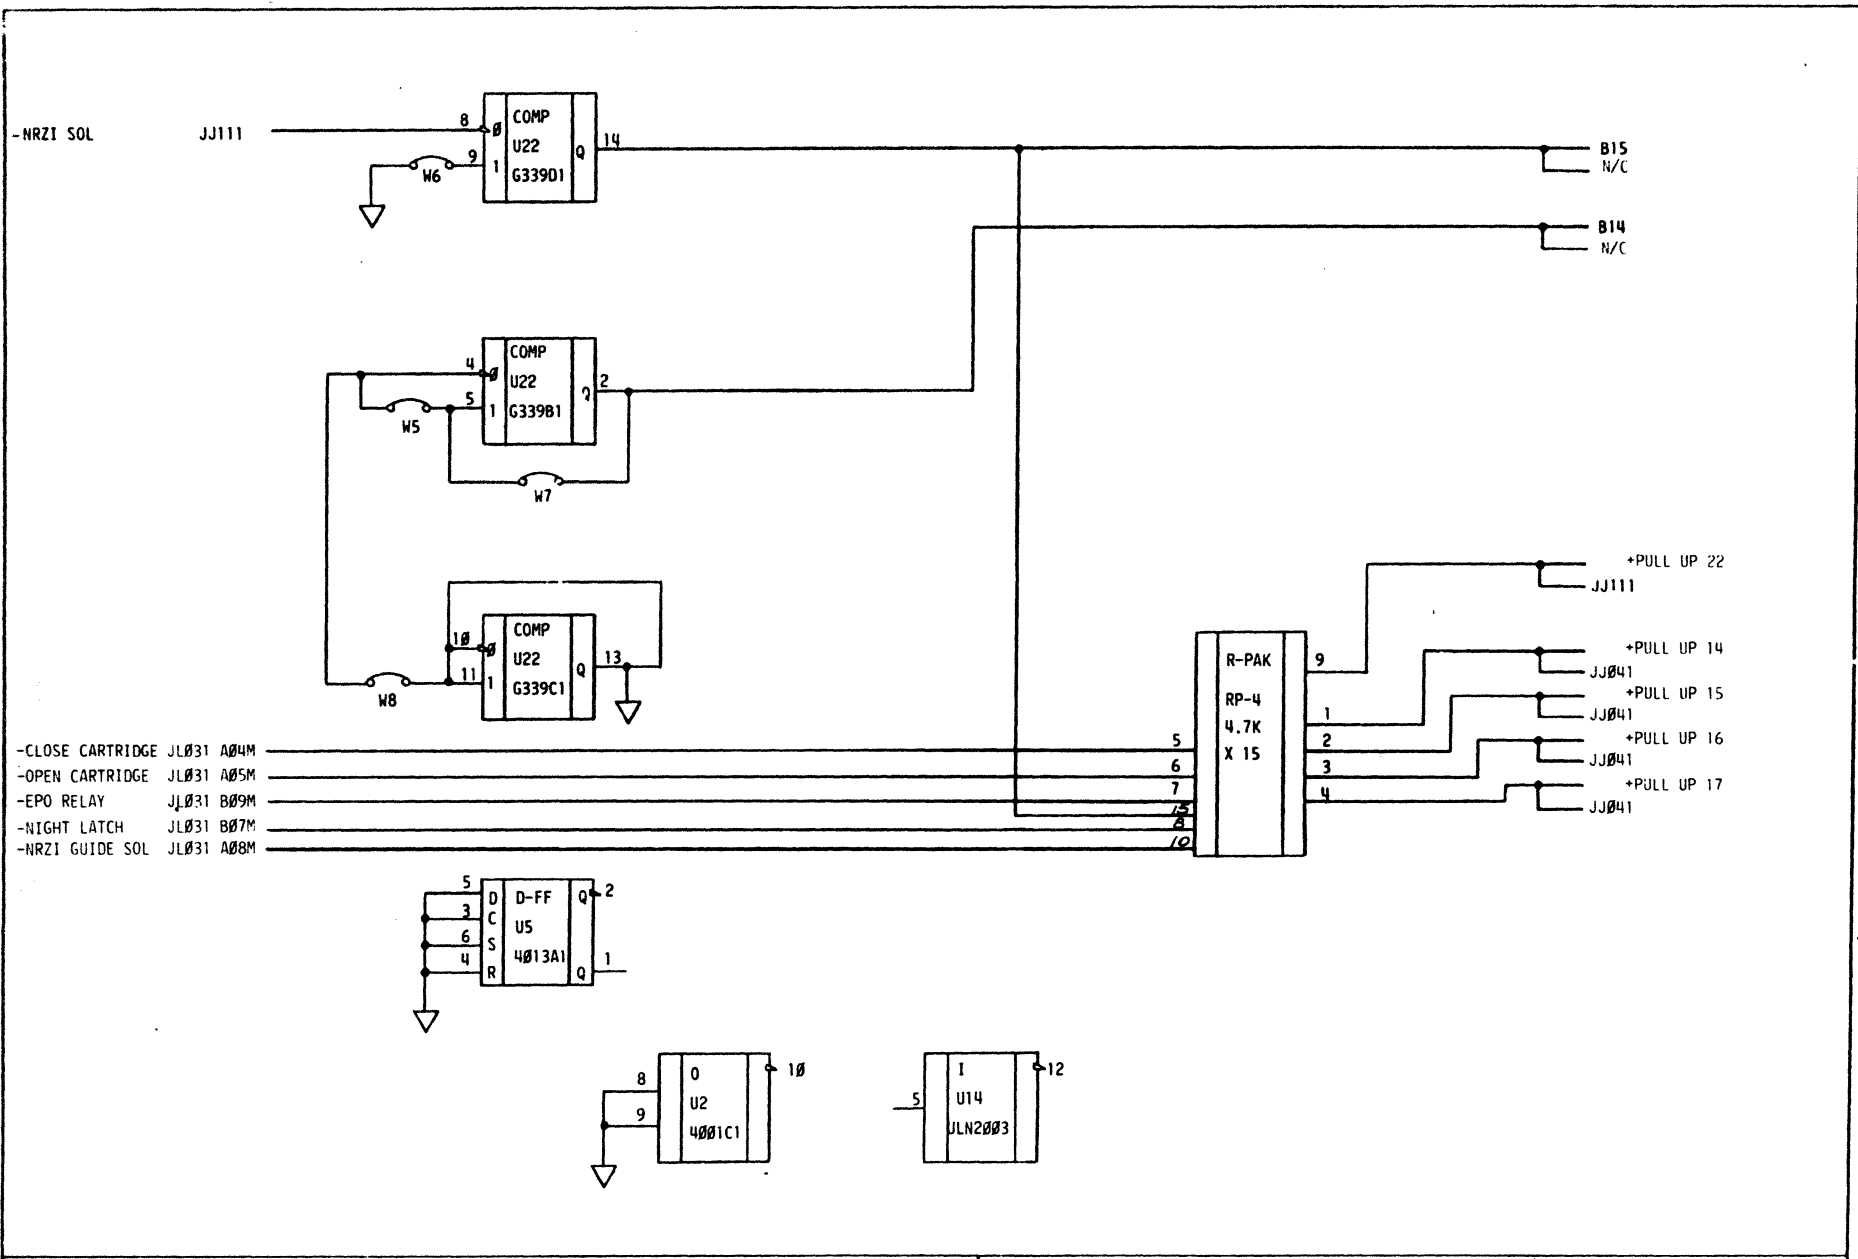 -NRZI SOL JJ111
8 Ø COMP
9 1 U22 Q 14
W6 G339D1
B15
N/C
B14
N/C
4 Ø COMP
5 1 U22 2
W5 G339B1
W7
10 Ø COMP
11 1 U22 Q 13
W8 G339C1
+PULL UP 22
JJ111
+PULL UP 14
JJØ41
+PULL UP 15
JJØ41
+PULL UP 16
JJØ41
+PULL UP 17
JJØ41
R-PAK 9
RP-4 1
4.7K 2
X 15 3
4
-CLOSE CARTRIDGE JLØ31 AØ4M 5
-OPEN CARTRIDGE JLØ31 AØ5M 6
-EPO RELAY JLØ31 BØ9M 7
15
-NIGHT LATCH JLØ31 BØ7M 8
-NRZI GUIDE SOL JLØ31 AØ8M 10
5 D D-FF Q 2
3 C U5
6 S 4Ø13A1
4 R Q 1
8 O 1Ø
9 U2
4ØØ1C1
5 I 12
U14
ULN2ØØ3